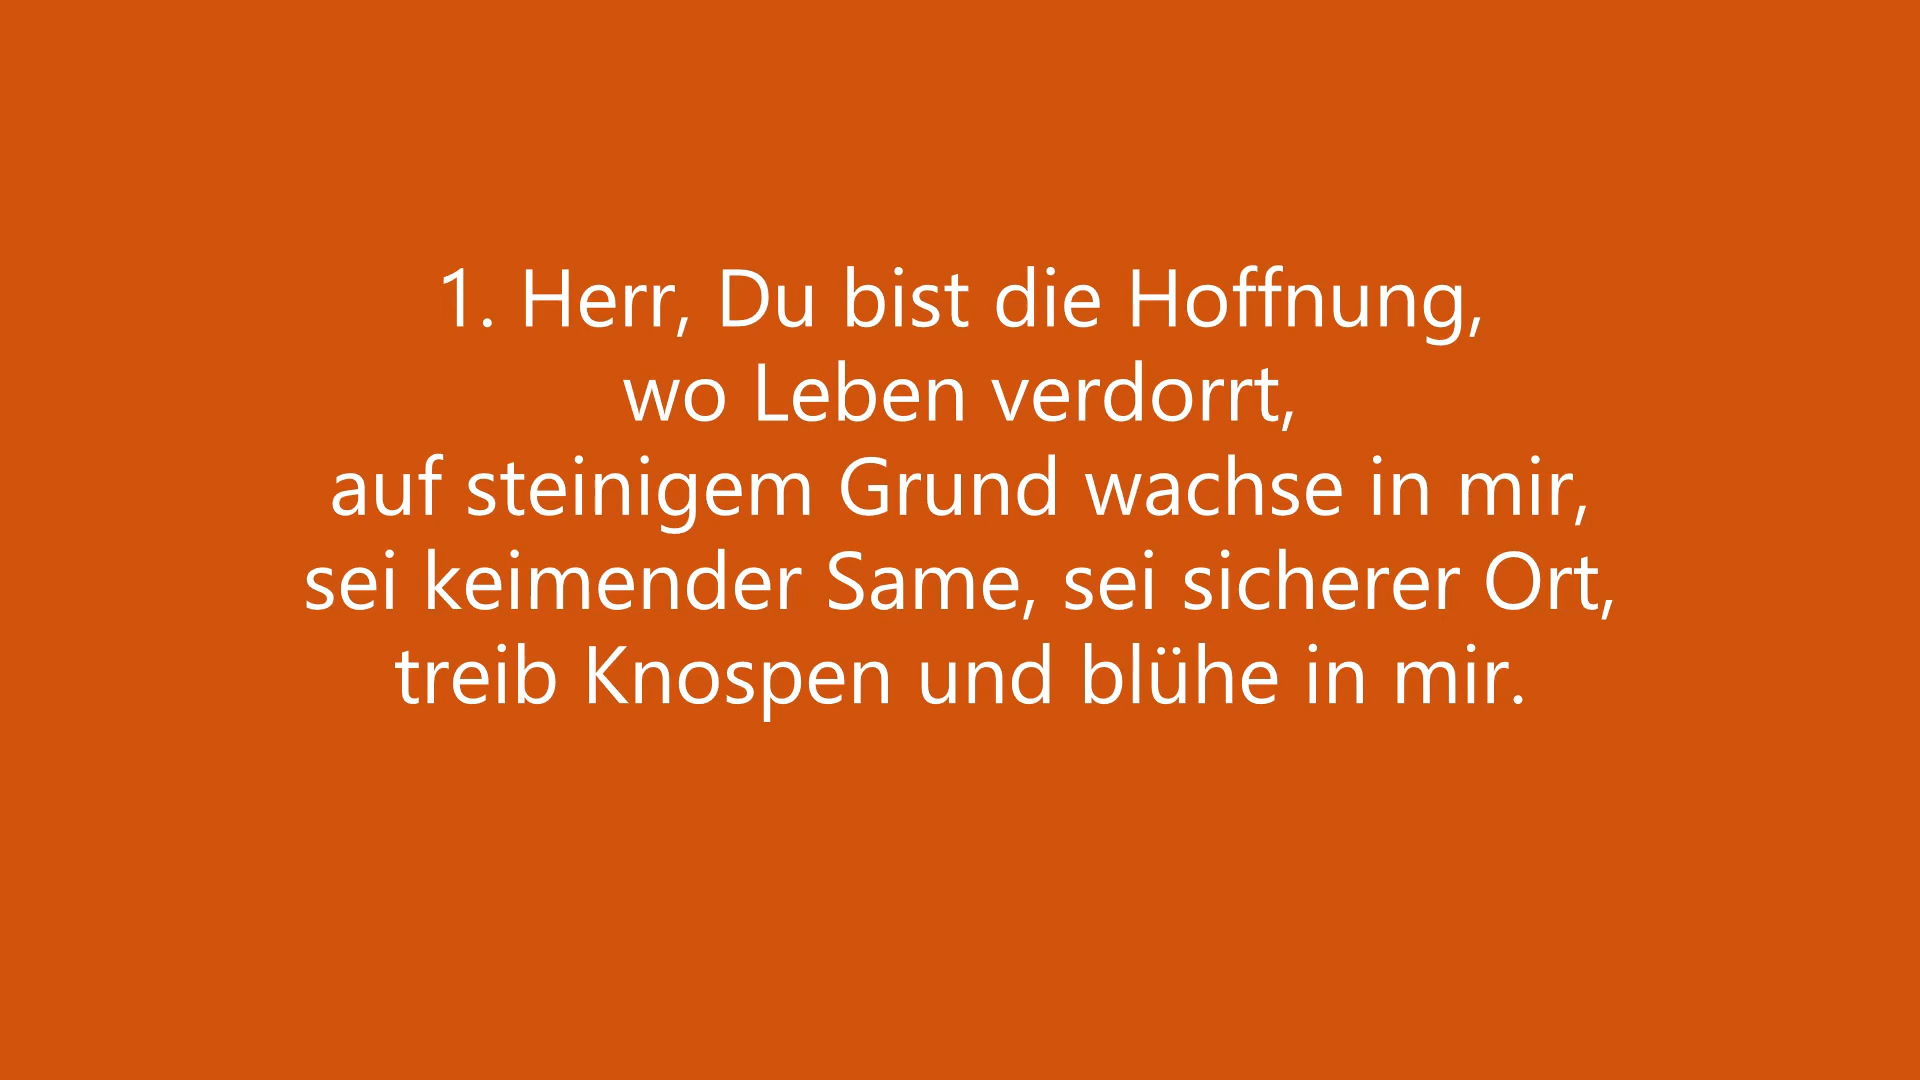 1. Herr, Du bist die Hoffnung,
wo Leben verdorrt,
auf steinigem Grund wachse in mir,
sei keimender Same, sei sicherer Ort,
treib Knospen und blühe in mir.